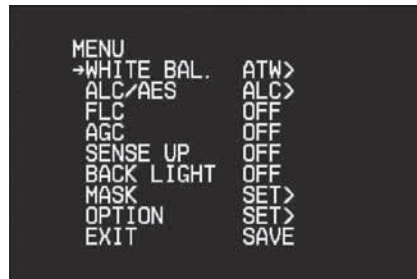 MENU
→WHITE BAL. ATW>
ALC/AES ALC>
FLC OFF
AGC OFF
SENSE UP OFF
BACK LIGHT OFF
MASK SET>
OPTION SET>
EXIT SAVE